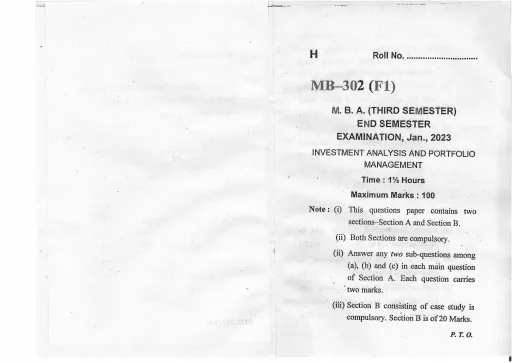 H Roll No. ..............................
MB–302 (F1)
M. B. A. (THIRD SEMESTER)
END SEMESTER
EXAMINATION, Jan., 2023
INVESTMENT ANALYSIS AND PORTFOLIO
MANAGEMENT
Time : 1½ Hours
Maximum Marks : 100
Note : (i) This questions paper contains two
sections–Section A and Section B.
(ii) Both Sections are compulsory.
(ii) Answer any two sub-questions among
(a), (b) and (c) in each main question
of Section A. Each question carries
two marks.
(iii) Section B consisting of case study is
compulsory. Section B is of 20 Marks.
P. T. O.